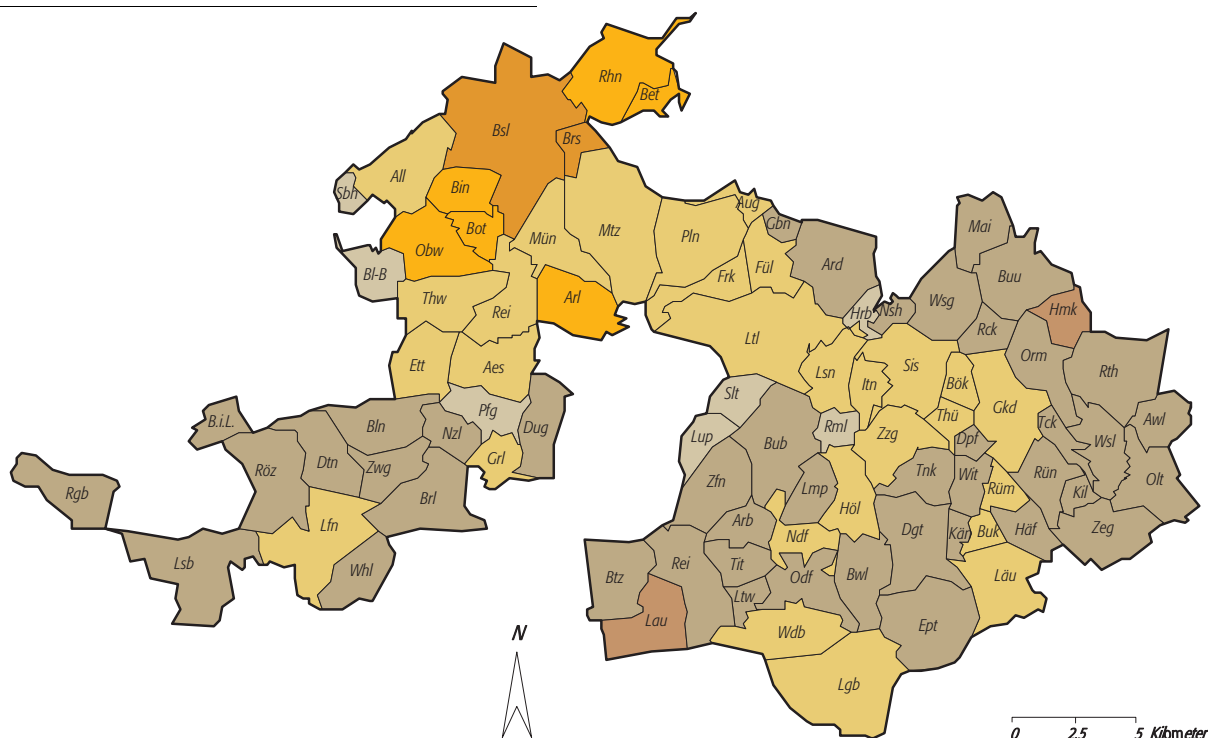 Rhn
Bet
Bsl
Brs
All
Sbh
Bin
Bot
Obw
Bl-B
Mün
Mtz
Pln
Aug
Gbn
Frk
Fül
Ard
Mai
Buu
Wsg
Hmk
Rck
Nsh
Hrb
Orm
Rth
Thw
Rei
Arl
Ltl
Ett
Aes
Lsn
Itn
Sis
Bök
Thü
Gkd
Pfg
Slt
Lup
Rml
Zzg
Dpf
Tck
Wsl
Awl
B.i.L.
Bln
Nzl
Dug
Bub
Grl
Röz
Dtn
Zwg
Brl
Zfn
Lmp
Höl
Tnk
Wit
Rüm
Rün
Kil
Olt
Rgb
Lfn
Arb
Ndf
Dgt
Kän
Buk
Häf
Zeg
Lsb
Whl
Btz
Rei
Tit
Odf
Bwl
Läu
Ltw
Lau
Wdb
Ept
Lgb
N
0 2.5 5 Kilometer